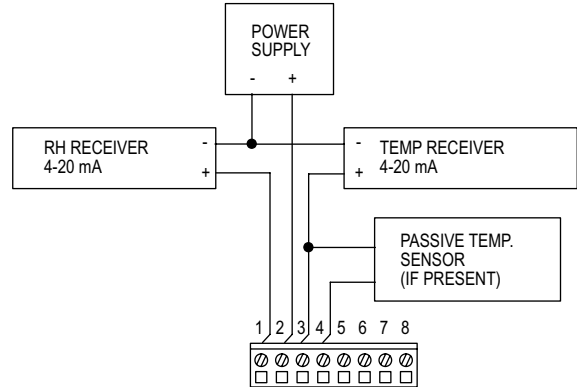 POWER
SUPPLY
- +
RH RECEIVER
4-20 mA
-
+
-
+
TEMP RECEIVER
4-20 mA
PASSIVE TEMP.
SENSOR
(IF PRESENT)
1 2 3 4 5 6 7 8